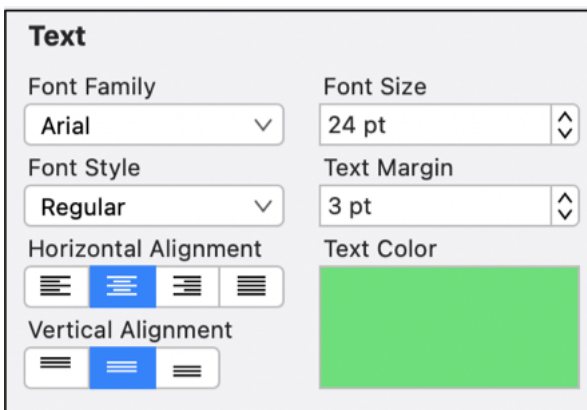 Text
Font Family
Font Size
Arial
24 pt
Font Style
Text Margin
Regular
3 pt
Horizontal Alignment
Text Color
Vertical Alignment